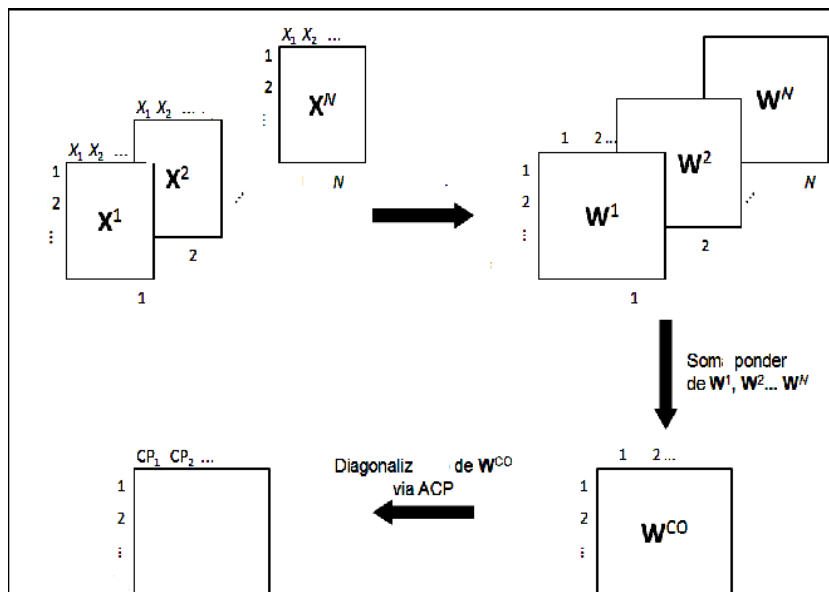 X₁ X₂ ...
1
2
⋮
Xᴺ
N
X₁ X₂ ... .
X²
2
X₁ X₂ ...
1
2
⋮
X¹
1
Wᴺ
N
W²
2
1 2...
1
2
⋮
W¹
1
Som ponder
de W¹, W²... Wᴺ
Diagonaliz de Wᶜᴼ
via ACP
1 2...
1
2
⋮
Wᶜᴼ
CP₁ CP₂ ...
1
2
⋮